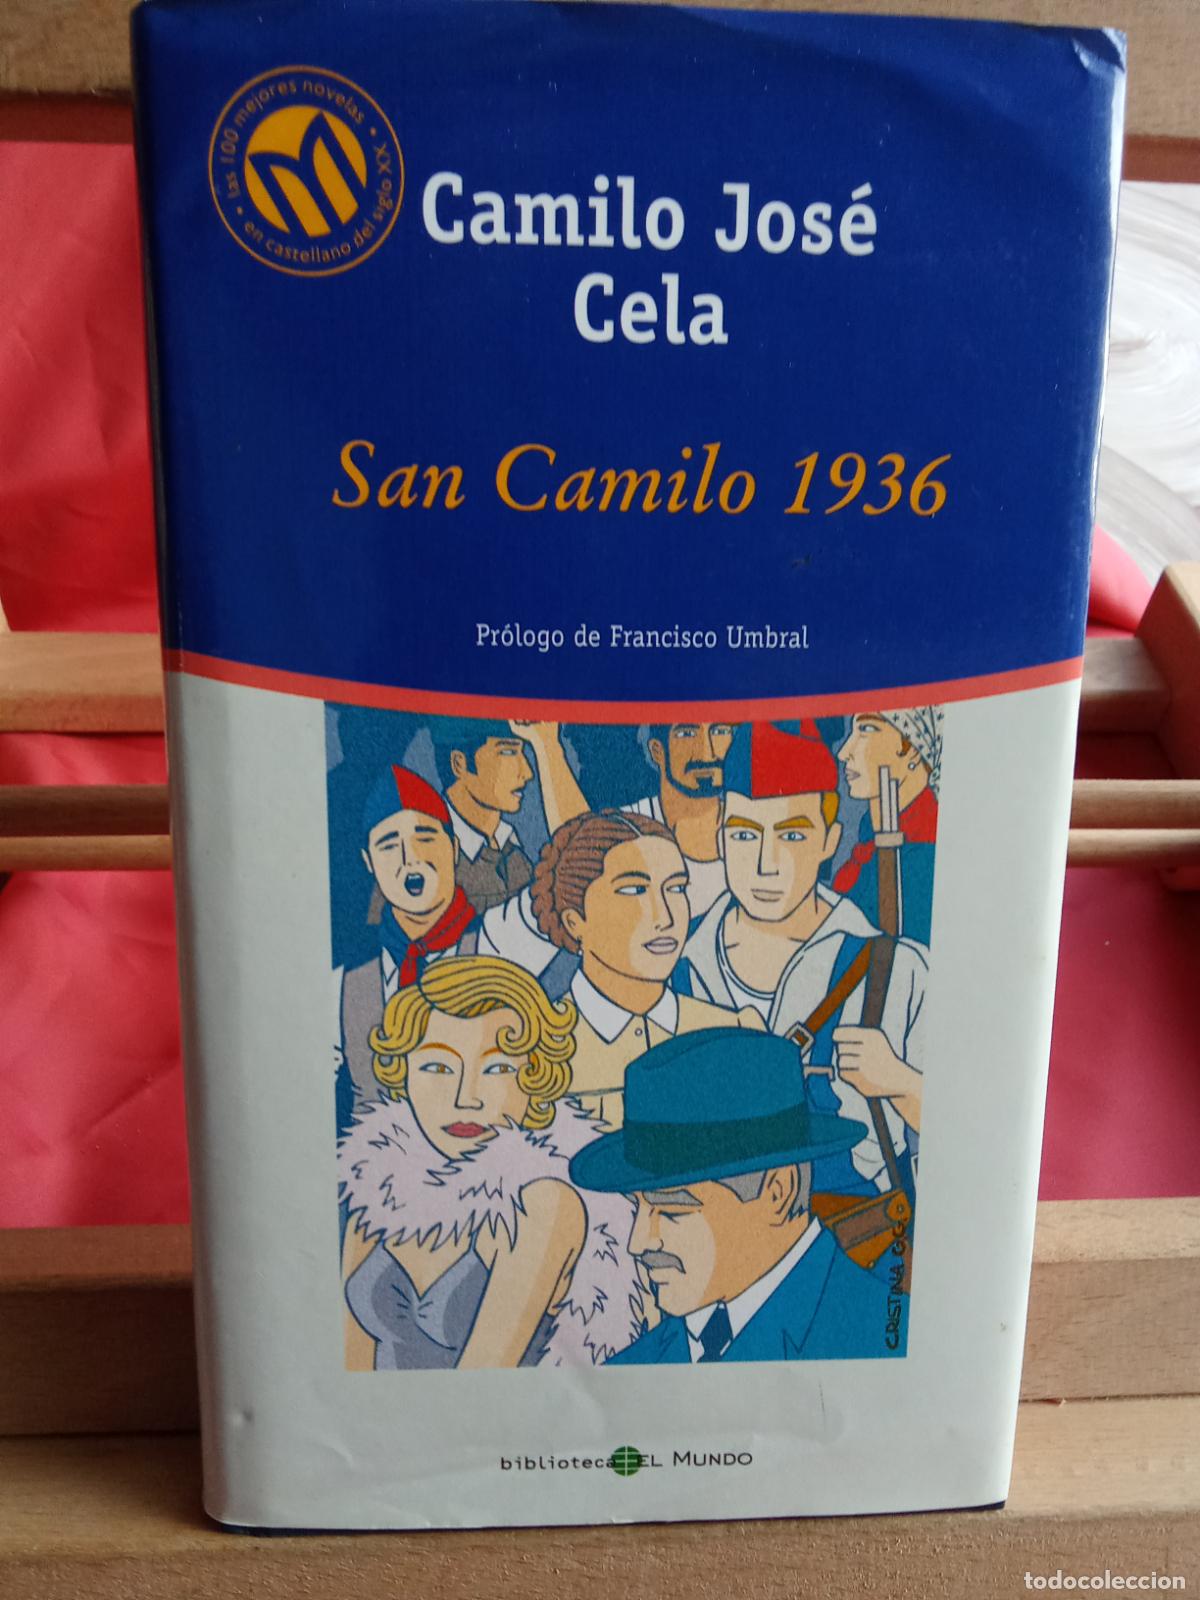 • las 100 mejores novelas •
en castellano del siglo XX
Camilo José
Cela
San Camilo 1936
Prólogo de Francisco Umbral
CRISTINA G.G.
biblioteca EL MUNDO
todocoleccion